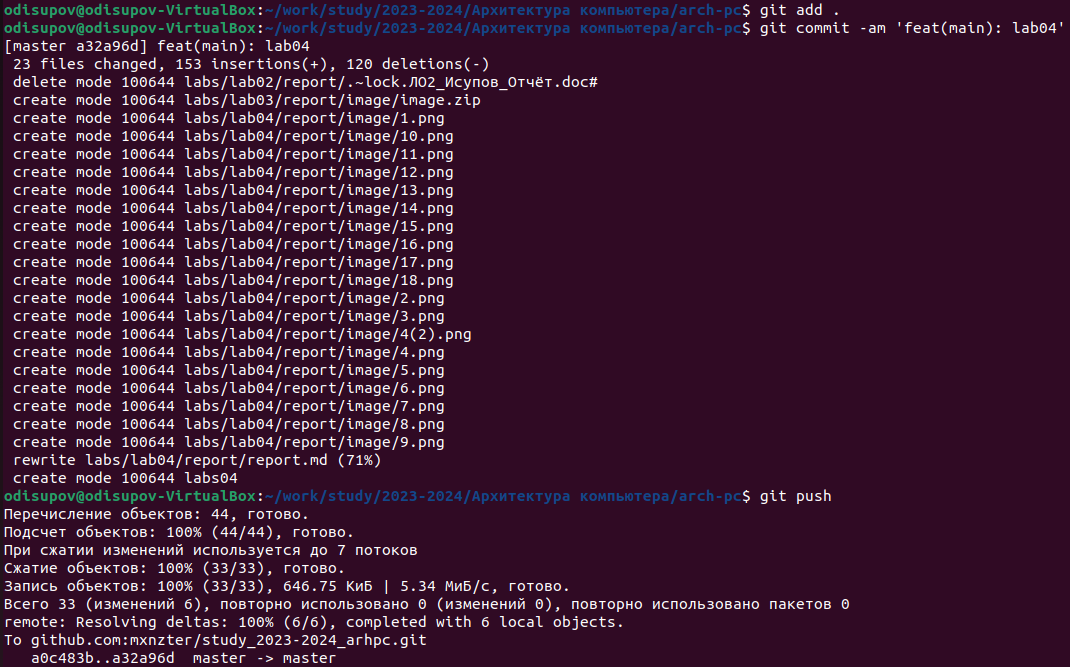 odisupov@odisupov-VirtualBox:~/work/study/2023-2024/Архитектура компьютера/arch-pc$ git add .
odisupov@odisupov-VirtualBox:~/work/study/2023-2024/Архитектура компьютера/arch-pc$ git commit -am 'feat(main): lab04'
[master a32a96d] feat(main): lab04
 23 files changed, 153 insertions(+), 120 deletions(-)
 delete mode 100644 labs/lab02/report/.~lock.ЛО2_Исупов_Отчёт.doc#
 create mode 100644 labs/lab03/report/image/image.zip
 create mode 100644 labs/lab04/report/image/1.png
 create mode 100644 labs/lab04/report/image/10.png
 create mode 100644 labs/lab04/report/image/11.png
 create mode 100644 labs/lab04/report/image/12.png
 create mode 100644 labs/lab04/report/image/13.png
 create mode 100644 labs/lab04/report/image/14.png
 create mode 100644 labs/lab04/report/image/15.png
 create mode 100644 labs/lab04/report/image/16.png
 create mode 100644 labs/lab04/report/image/17.png
 create mode 100644 labs/lab04/report/image/18.png
 create mode 100644 labs/lab04/report/image/2.png
 create mode 100644 labs/lab04/report/image/3.png
 create mode 100644 labs/lab04/report/image/4(2).png
 create mode 100644 labs/lab04/report/image/4.png
 create mode 100644 labs/lab04/report/image/5.png
 create mode 100644 labs/lab04/report/image/6.png
 create mode 100644 labs/lab04/report/image/7.png
 create mode 100644 labs/lab04/report/image/8.png
 create mode 100644 labs/lab04/report/image/9.png
 rewrite labs/lab04/report/report.md (71%)
 create mode 100644 labs04
odisupov@odisupov-VirtualBox:~/work/study/2023-2024/Архитектура компьютера/arch-pc$ git push
Перечисление объектов: 44, готово.
Подсчет объектов: 100% (44/44), готово.
При сжатии изменений используется до 7 потоков
Сжатие объектов: 100% (33/33), готово.
Запись объектов: 100% (33/33), 646.75 КиБ | 5.34 МиБ/с, готово.
Всего 33 (изменений 6), повторно использовано 0 (изменений 0), повторно использовано пакетов 0
remote: Resolving deltas: 100% (6/6), completed with 6 local objects.
To github.com:mxnzter/study_2023-2024_arhpc.git
   a0c483b..a32a96d  master -> master